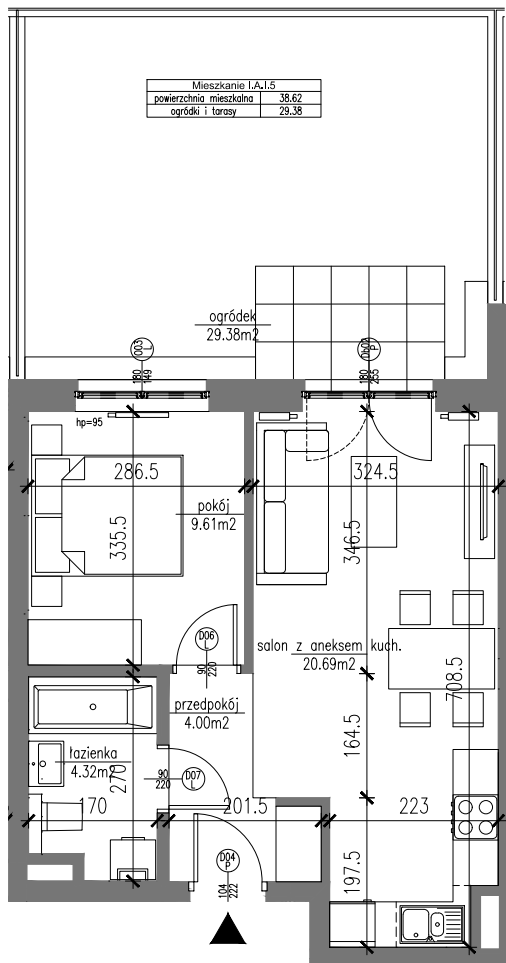 Mieszkanie I.A.I.5
powierzchnia mieszkalna 38.62
ogródki i tarasy 29.38
ogródek
29.38m2
003
L
180
149
180
255
P
hp=95
286.5
324.5
pokój
9.61m2
335.5
346.5
D06
L
90
220
salon z aneksem kuch.
20.69m2
708.5
przedpokój
4.00m2
164.5
łazienka
4.32m2
270
90
220
D07
L
170
201.5
223
D04
P
104
222
197.5